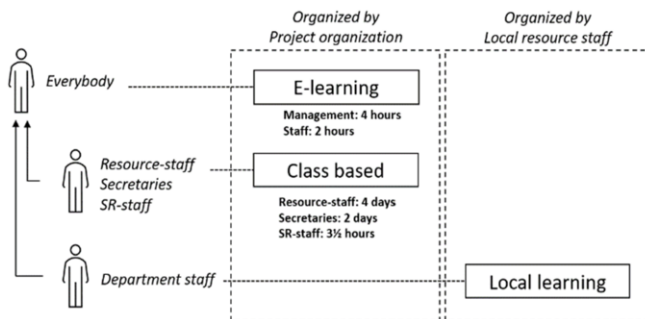 Organized by
Project organization
Organized by
Local resource staff
Everybody
E-learning
Management: 4 hours
Staff: 2 hours
Resource-staff
Secretaries
SR-staff
Class based
Resource-staff: 4 days
Secretaries: 2 days
SR-staff: 3½ hours
Department staff
Local learning